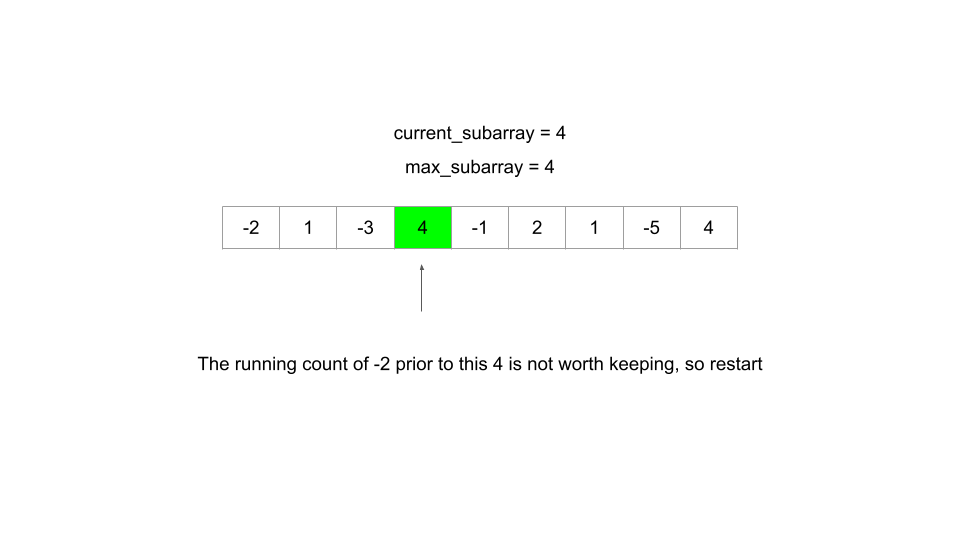 current_subarray = 4
max_subarray = 4
-2 1 -3 4 -1 2 1 -5 4
The running count of -2 prior to this 4 is not worth keeping, so restart